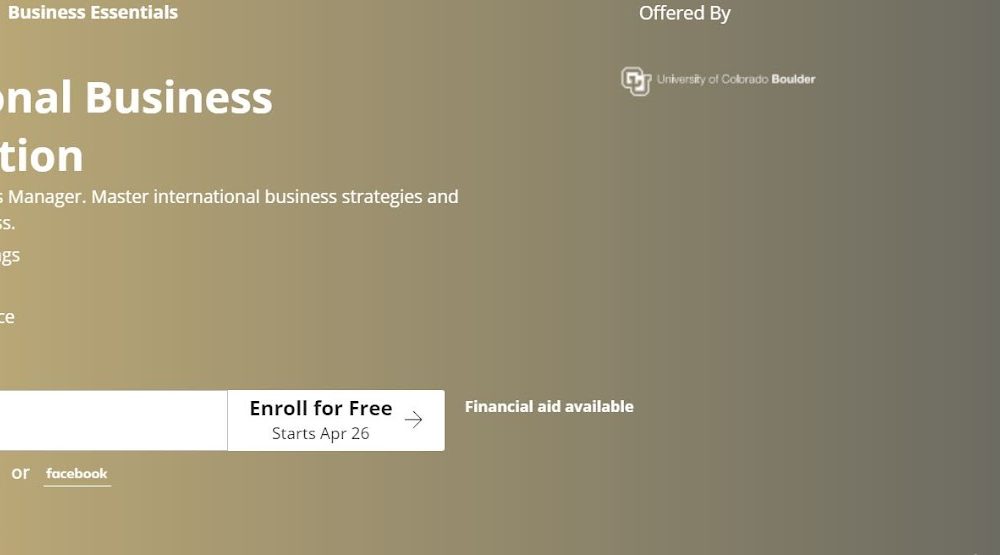 Business Essentials
Offered By
University of Colorado Boulder
onal Business
tion
s Manager. Master international business strategies and
ss.
ngs
ce
Enroll for Free
Starts Apr 26
Financial aid available
or facebook